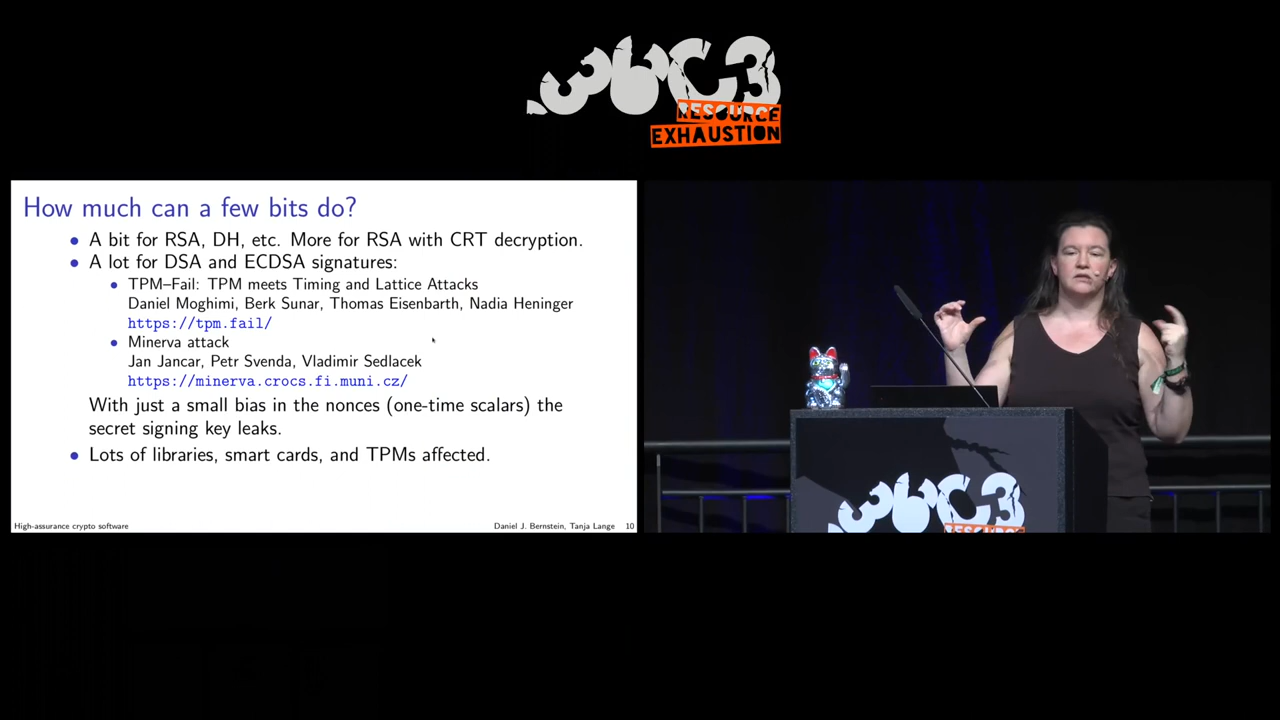 36C3
RESOURCE
EXHAUSTION
How much can a few bits do?
• A bit for RSA, DH, etc. More for RSA with CRT decryption.
• A lot for DSA and ECDSA signatures:
• TPM–Fail: TPM meets Timing and Lattice Attacks
Daniel Moghimi, Berk Sunar, Thomas Eisenbarth, Nadia Heninger
https://tpm.fail/
• Minerva attack
Jan Jancar, Petr Svenda, Vladimir Sedlacek
https://minerva.crocs.fi.muni.cz/
With just a small bias in the nonces (one-time scalars) the
secret signing key leaks.
• Lots of libraries, smart cards, and TPMs affected.
High-assurance crypto software
Daniel J. Bernstein, Tanja Lange 10
36C3
RESOURCE